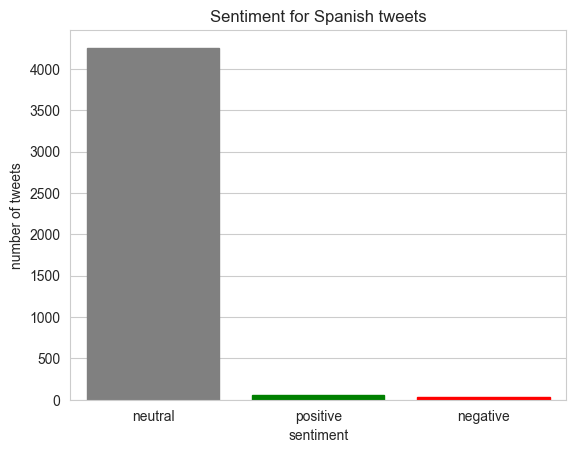 Sentiment for Spanish tweets
number of tweets
4000
3500
3000
2500
2000
1500
1000
500
0
neutral positive negative
sentiment